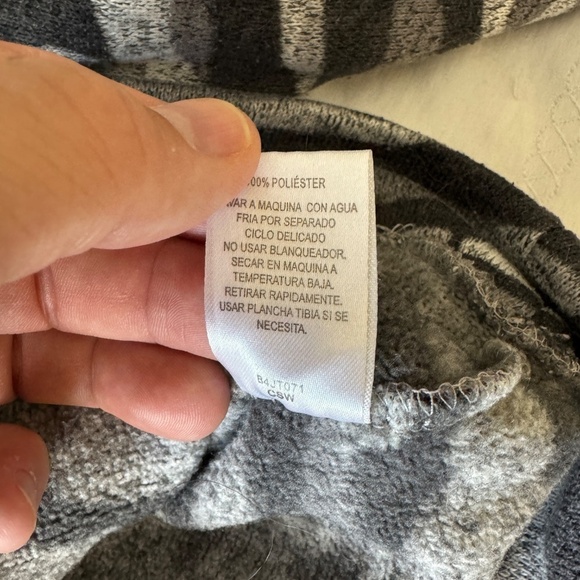 100% POLIÉSTER
LAVAR A MAQUINA CON AGUA
FRIA POR SEPARADO
CICLO DELICADO
NO USAR BLANQUEADOR.
SECAR EN MAQUINA A
TEMPERATURA BAJA.
RETIRAR RAPIDAMENTE.
USAR PLANCHA TIBIA SI SE
NECESITA.
B4JT071
CSW